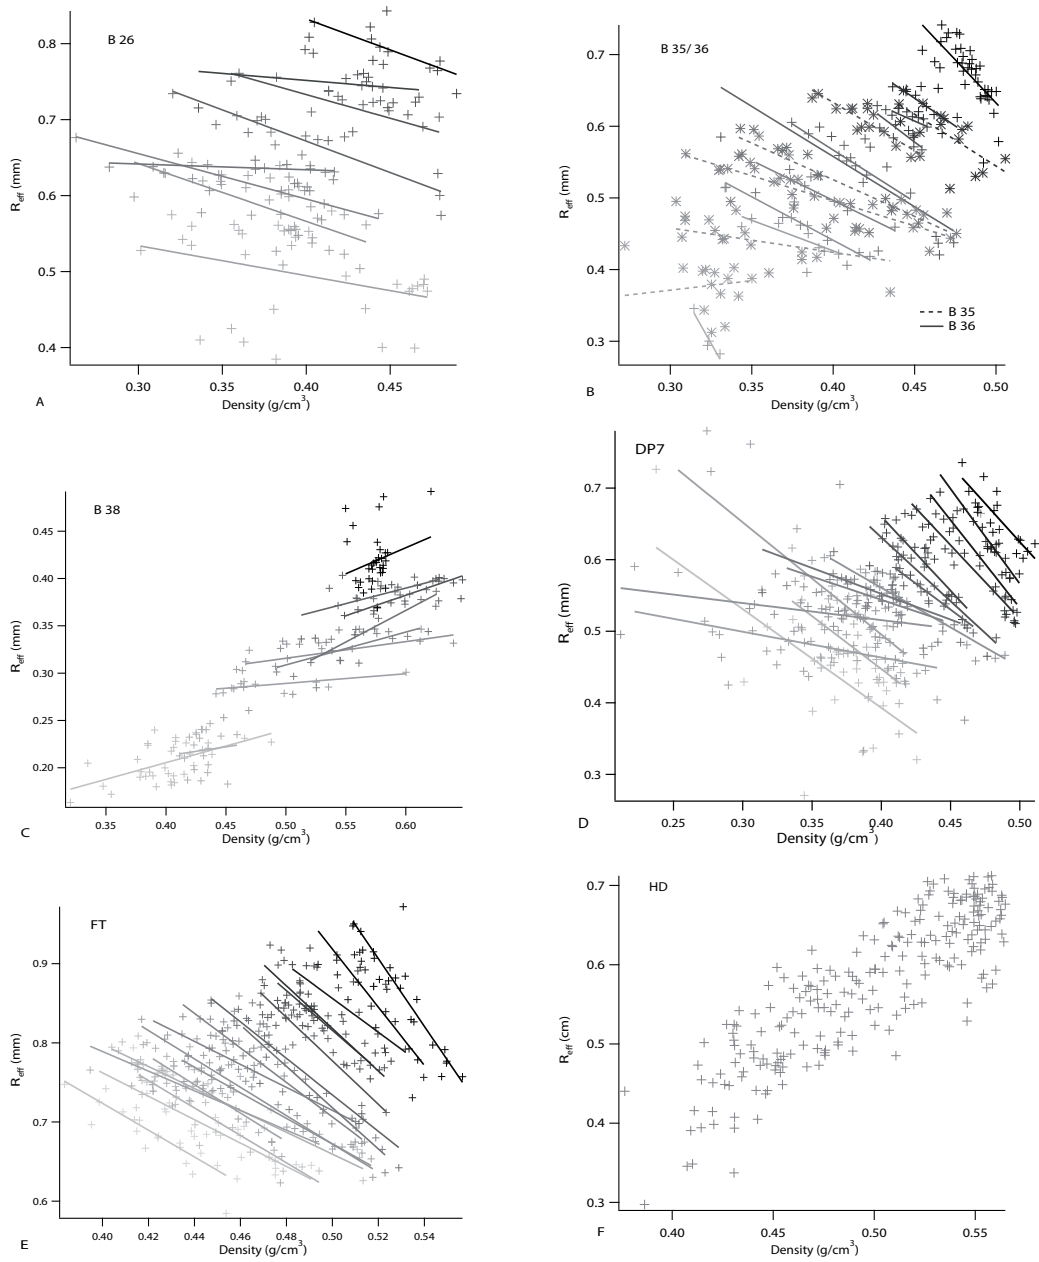 B 26
0.8
0.7
0.6
0.5
0.4
R_eff (mm)
0.30 0.35 0.40 0.45
Density (g/cm³)
A
B 35/ 36
0.7
0.6
0.5
0.4
0.3
R_eff (mm)
B 35
B 36
0.30 0.35 0.40 0.45 0.50
Density (g/cm³)
B
B 38
0.45
0.40
0.35
0.30
0.25
0.20
R_eff (mm)
0.35 0.40 0.45 0.50 0.55 0.60
Density (g/cm³)
C
DP7
0.7
0.6
0.5
0.4
0.3
R_eff (mm)
0.25 0.30 0.35 0.40 0.45 0.50
Density (g/cm³)
D
FT
0.9
0.8
0.7
0.6
R_eff (mm)
0.40 0.42 0.44 0.46 0.48 0.50 0.52 0.54
Density (g/cm³)
E
HD
0.7
0.6
0.5
0.4
0.3
R_eff (cm)
0.40 0.45 0.50 0.55
Density (g/cm³)
F